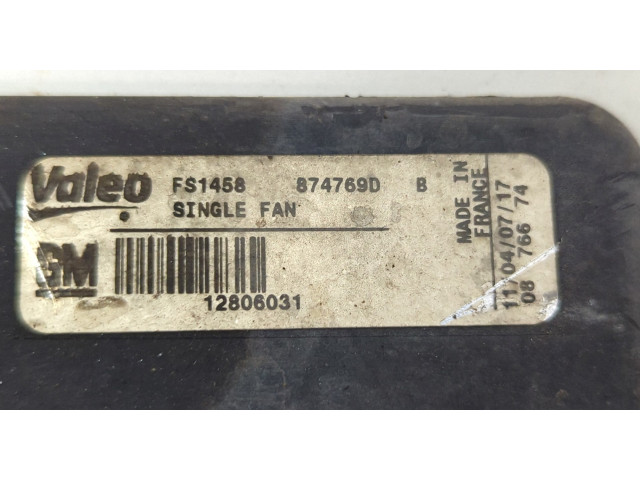 Valeo FS1458 874769D B
SINGLE FAN
GM
12806031
MADE IN
FRANCE
11/04/07/17
08 766 74